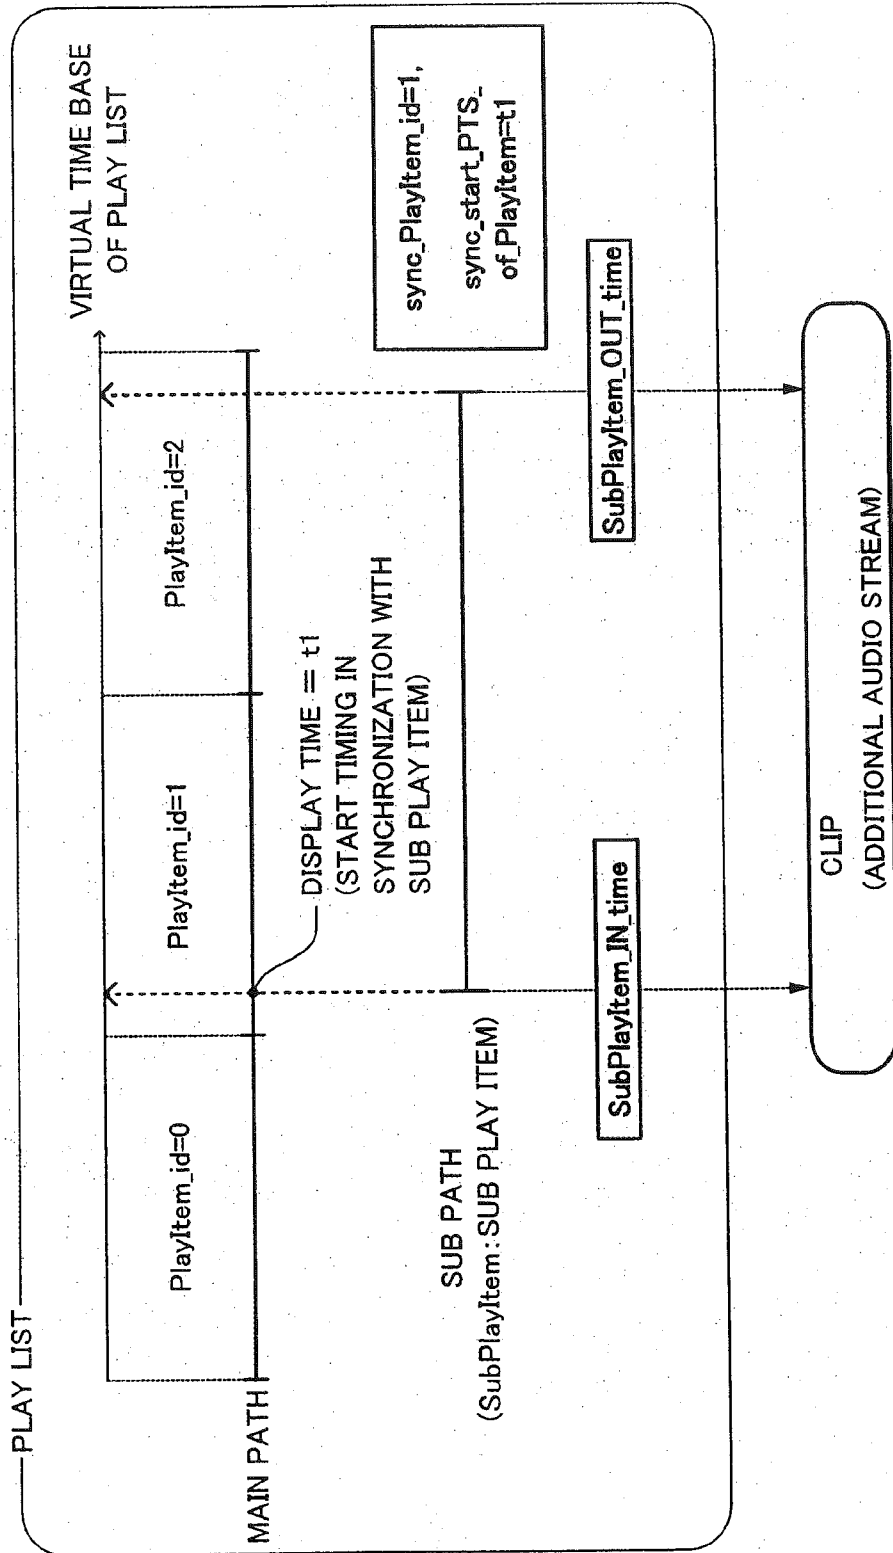 PLAY LIST
VIRTUAL TIME BASE
OF PLAY LIST
PlayItem_id=0
PlayItem_id=1
PlayItem_id=2
MAIN PATH
DISPLAY TIME = t1
(START TIMING IN
SYNCHRONIZATION WITH
SUB PLAY ITEM)
sync_PlayItem_id=1,
sync_start_PTS_
of_PlayItem=t1
SUB PATH
(SubPlayItem:SUB PLAY ITEM)
SubPlayItem_IN_time
SubPlayItem_OUT_time
CLIP
(ADDITIONAL AUDIO STREAM)